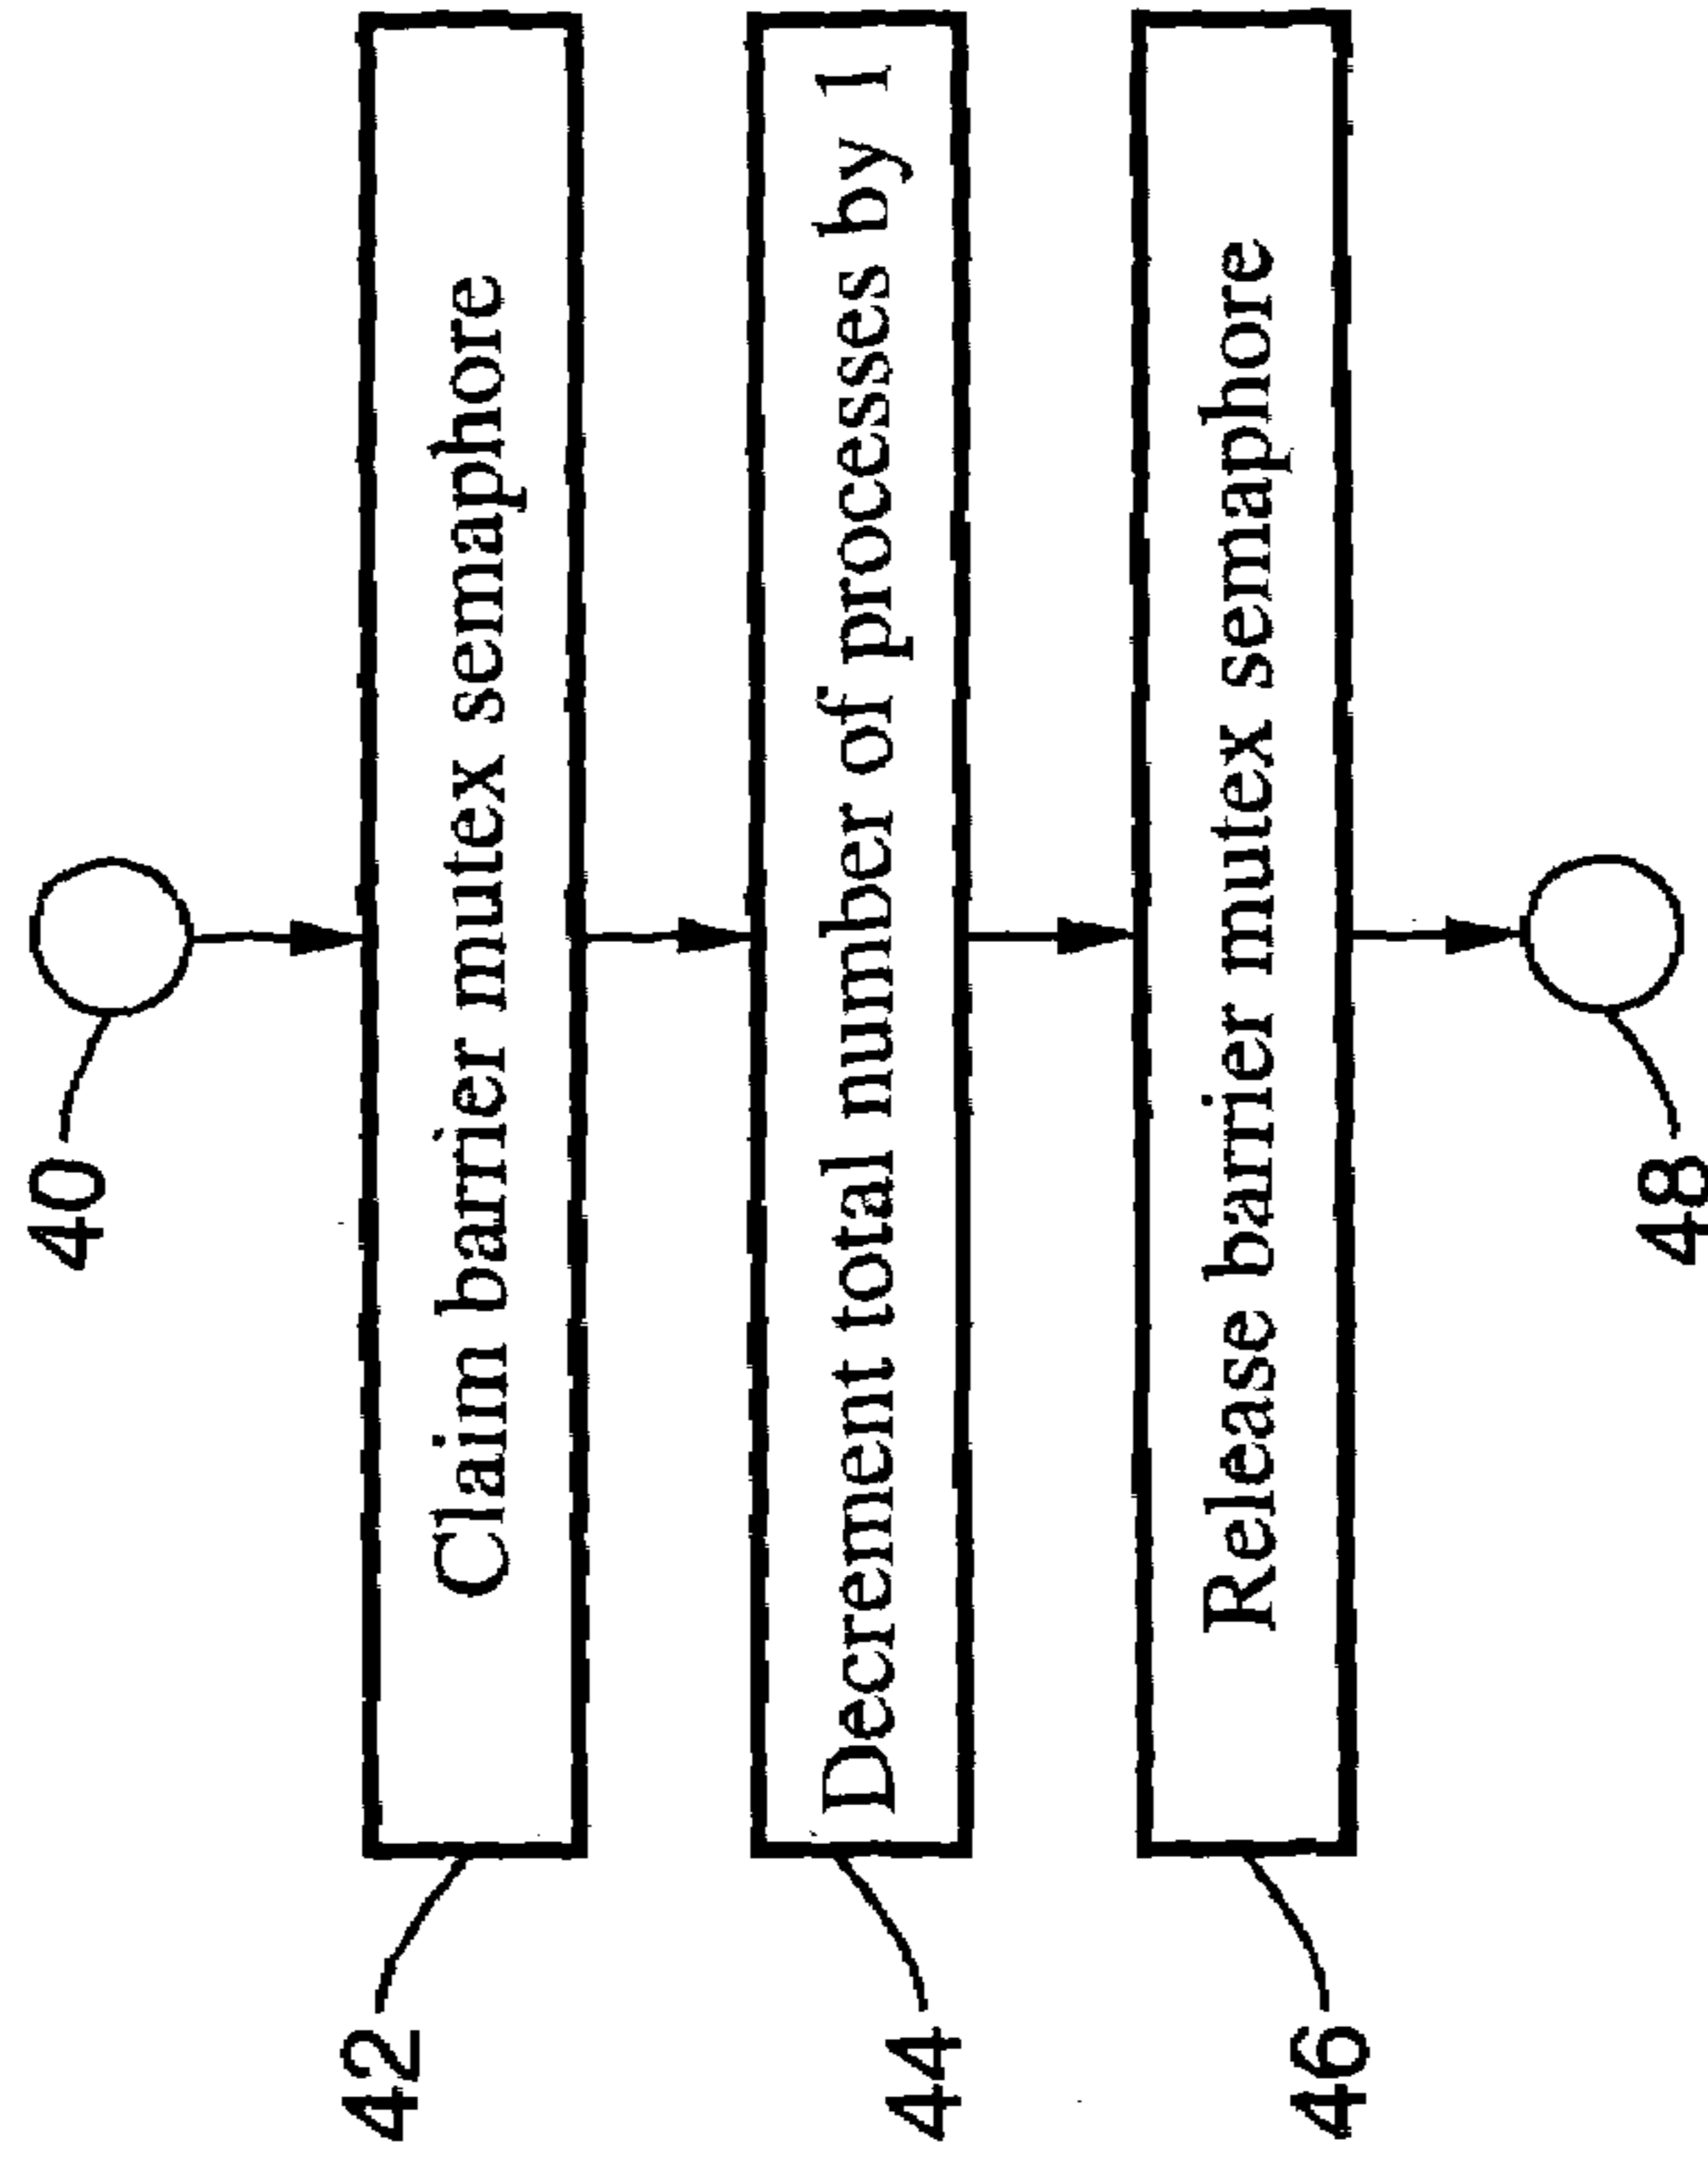 40
42
Claim barrier mutex semaphore
44
Decrement total number of processes by 1
46
Release barrier mutex semaphore
48